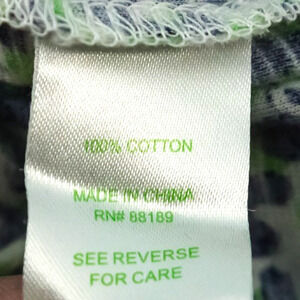 100% COTTON
MADE IN CHINA
RN# 88189
SEE REVERSE
FOR CARE